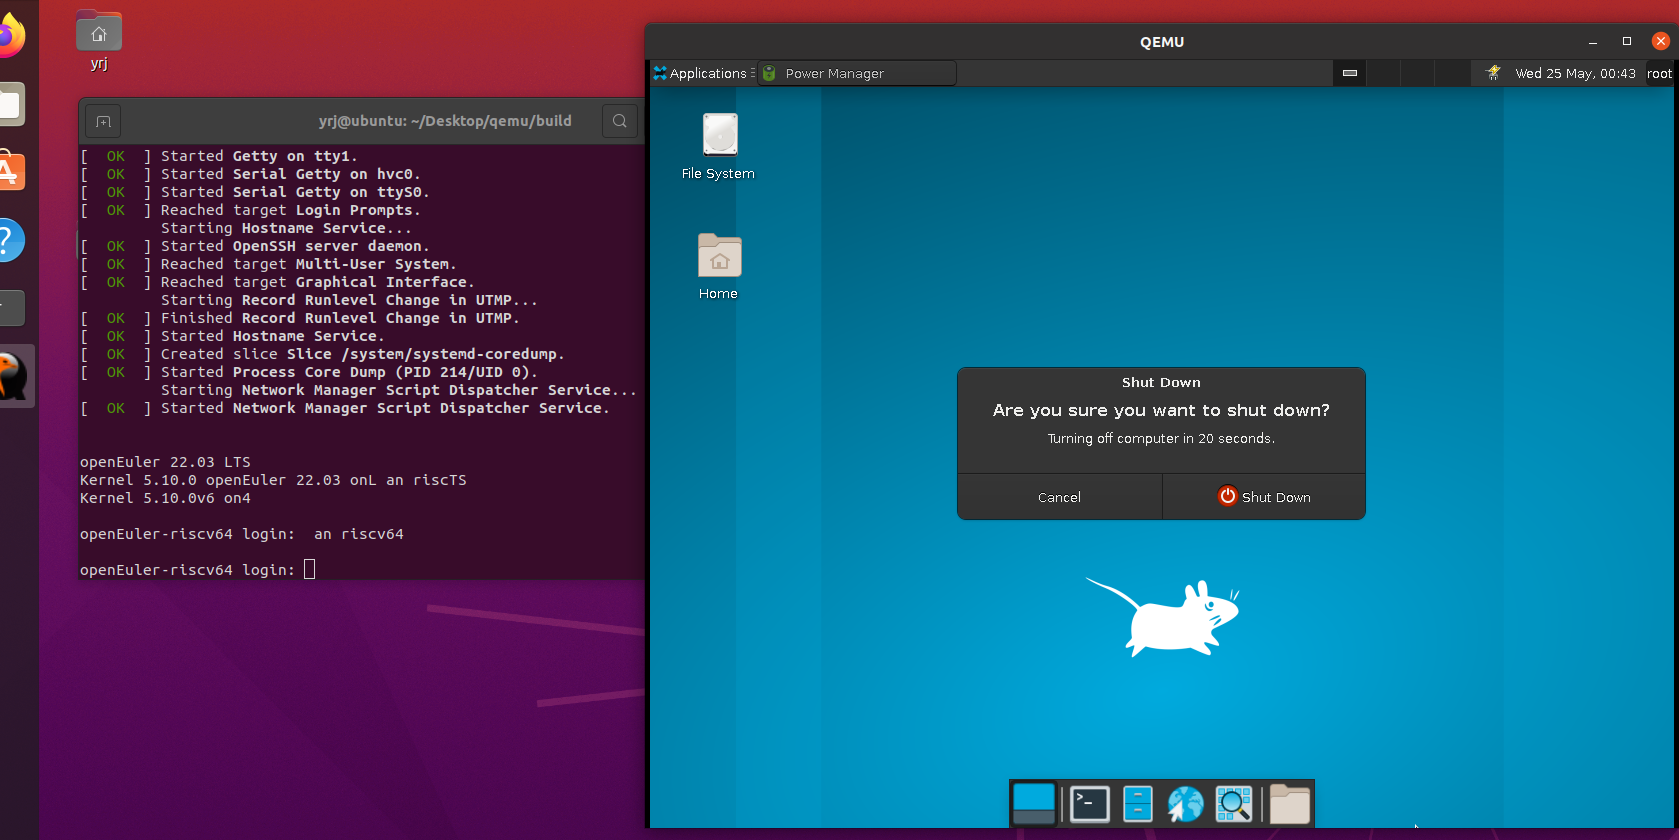 yrj
yrj@ubuntu: ~/Desktop/qemu/build
[  OK  ] Started Getty on tty1.
[  OK  ] Started Serial Getty on hvc0.
[  OK  ] Started Serial Getty on ttyS0.
[  OK  ] Reached target Login Prompts.
Starting Hostname Service...
[  OK  ] Started OpenSSH server daemon.
[  OK  ] Reached target Multi-User System.
[  OK  ] Reached target Graphical Interface.
Starting Record Runlevel Change in UTMP...
[  OK  ] Finished Record Runlevel Change in UTMP.
[  OK  ] Started Hostname Service.
[  OK  ] Created slice Slice /system/systemd-coredump.
[  OK  ] Started Process Core Dump (PID 214/UID 0).
Starting Network Manager Script Dispatcher Service...
[  OK  ] Started Network Manager Script Dispatcher Service.
openEuler 22.03 LTS
Kernel 5.10.0 openEuler 22.03 onL an riscTS
Kernel 5.10.0v6 on4
openEuler-riscv64 login:  an riscv64
openEuler-riscv64 login:
QEMU
Applications
Power Manager
Wed 25 May, 00:43
root
File System
Home
Shut Down
Are you sure you want to shut down?
Turning off computer in 20 seconds.
Cancel
Shut Down